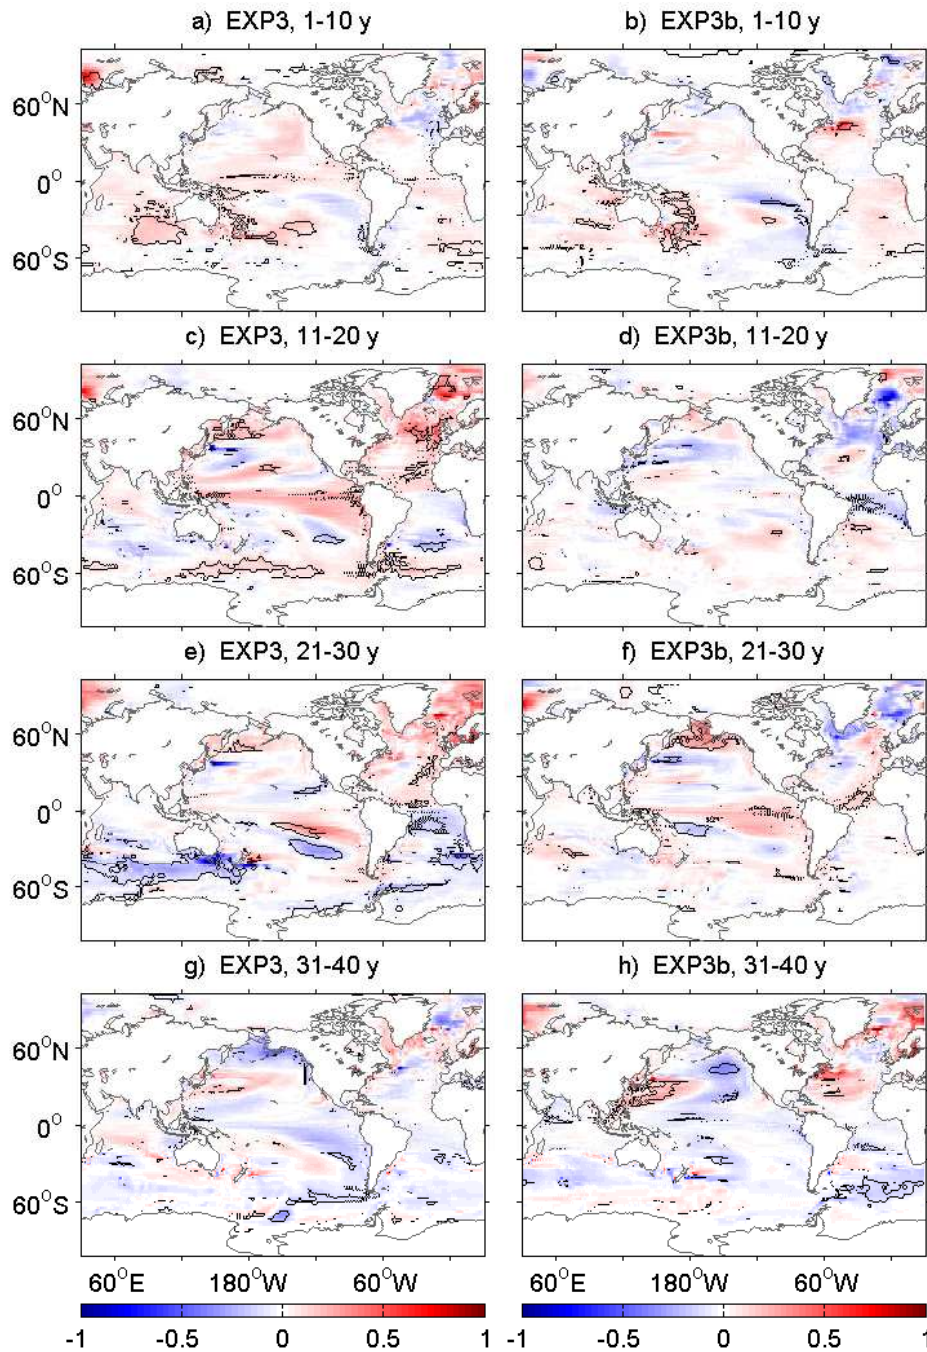 a) EXP3, 1-10 y
b) EXP3b, 1-10 y
60°N
0°
60°S
c) EXP3, 11-20 y
d) EXP3b, 11-20 y
60°N
0°
60°S
e) EXP3, 21-30 y
f) EXP3b, 21-30 y
60°N
0°
60°S
g) EXP3, 31-40 y
h) EXP3b, 31-40 y
60°N
0°
60°S
60°E 180°W 60°W
60°E 180°W 60°W
-1 -0.5 0 0.5 1
-1 -0.5 0 0.5 1